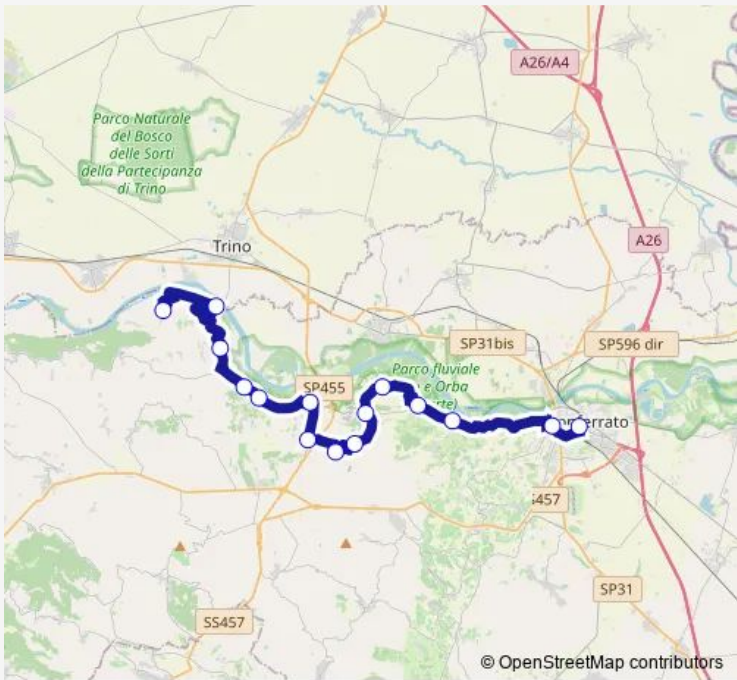 A26/A4
Parco Naturale
del Bosco
delle Sorti
della Partecipanza
di Trino
Trino
A26
SP31bis
SP596 dir
Parco fluviale
e Orba
SP455
ferrato
S457
SP31
SS457
© OpenStreetMap contributors